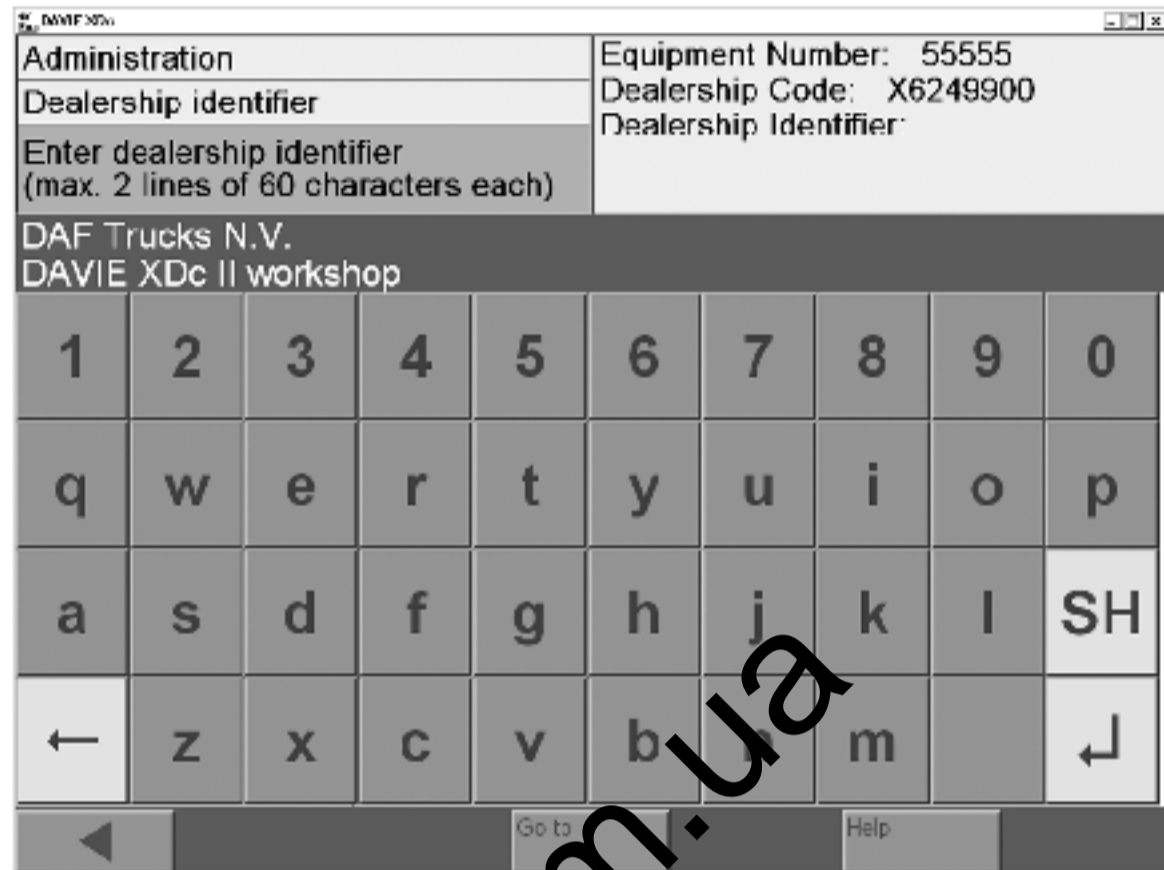 DAVIE XDc
Administration
Dealership identifier
Enter dealership identifier
(max. 2 lines of 60 characters each)
Equipment Number: 55555
Dealership Code: X6249900
Dealership Identifier:
DAF Trucks N.V.
DAVIE XDc II workshop
1 2 3 4 5 6 7 8 9 0
q w e r t y u i o p
a s d f g h j k l SH
← z x c v b n m ↵
◀ Go to Help
m.ua